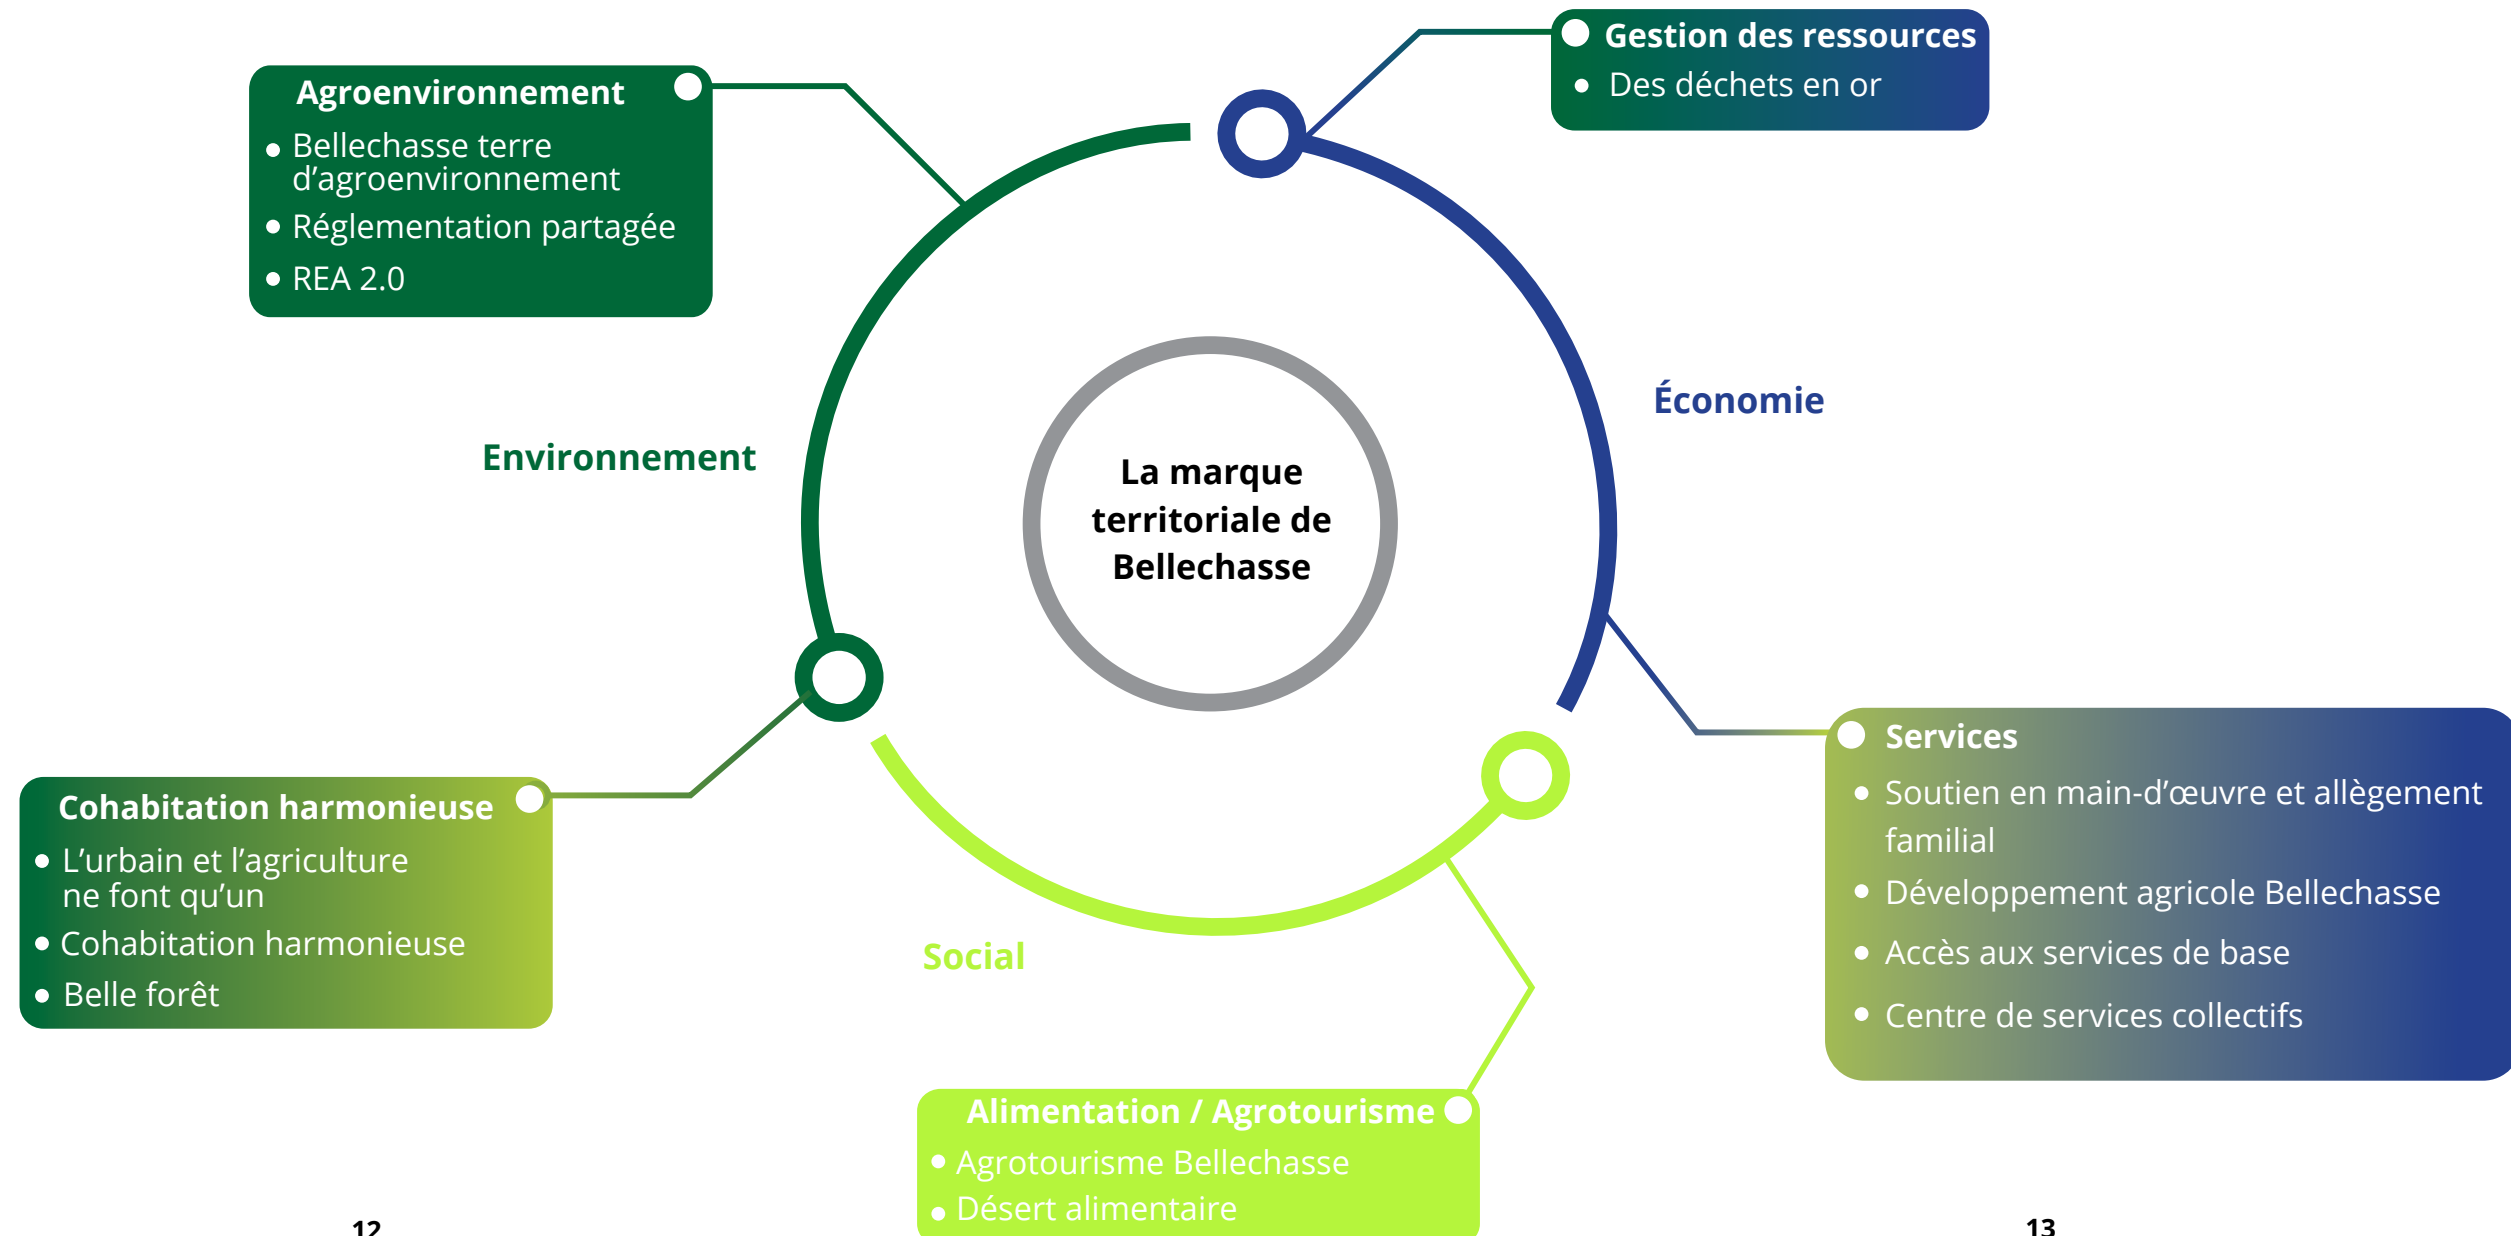 Gestion des ressources
Des déchets en or
Agroenvironnement
Bellechasse terre
d’agroenvironnement
Réglementation partagée
REA 2.0
Économie
Environnement
La marque
territoriale de
Bellechasse
Services
Soutien en main-d’œuvre et allègement
familial
Développement agricole Bellechasse
Accès aux services de base
Centre de services collectifs
Cohabitation harmonieuse
L’urbain et l’agriculture
ne font qu’un
Cohabitation harmonieuse
Belle forêt
Social
Alimentation / Agrotourisme
Agrotourisme Bellechasse
Désert alimentaire
12
13